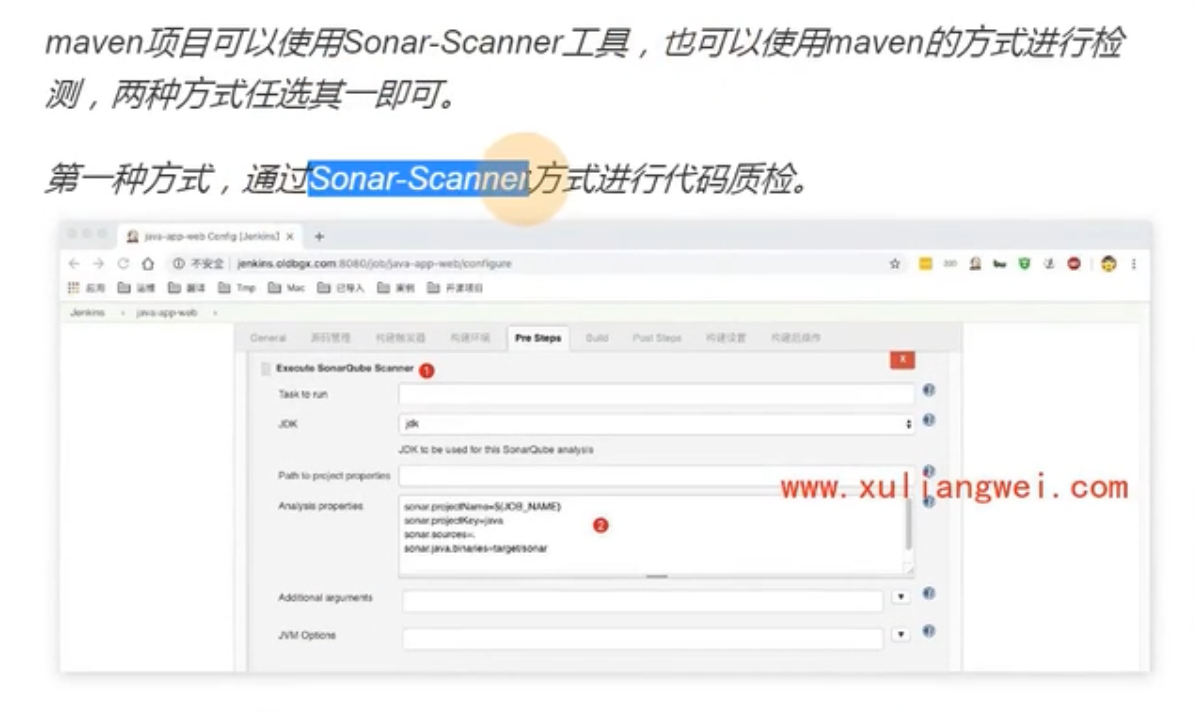 maven项目可以使用Sonar-Scanner工具，也可以使用maven的方式进行检
测，两种方式任选其一即可。
第一种方式，通过Sonar-Scanner方式进行代码质检。
java-app-web Config [Jenkins] × +
不安全 jenkins.oldbgx.com:8080/job/java-app-web/configure
应用 运维 翻译 Tmp Mac 已导入 案例 开源项目
Jenkins › java-app-web ›
General 源码管理 构建触发器 构建环境 Pre Steps Build Post Steps 构建设置 构建后操作
Execute SonarQube Scanner 1 X
Task to run
JDK jdk
JDK to be used for this SonarQube analysis
Path to project properties
www.xuliangwei.com
Analysis properties sonar.projectName=${JOB_NAME}
sonar.projectKey=java
2
sonar.sources=.
sonar.java.binaries=target/sonar
Additional arguments
JVM Options